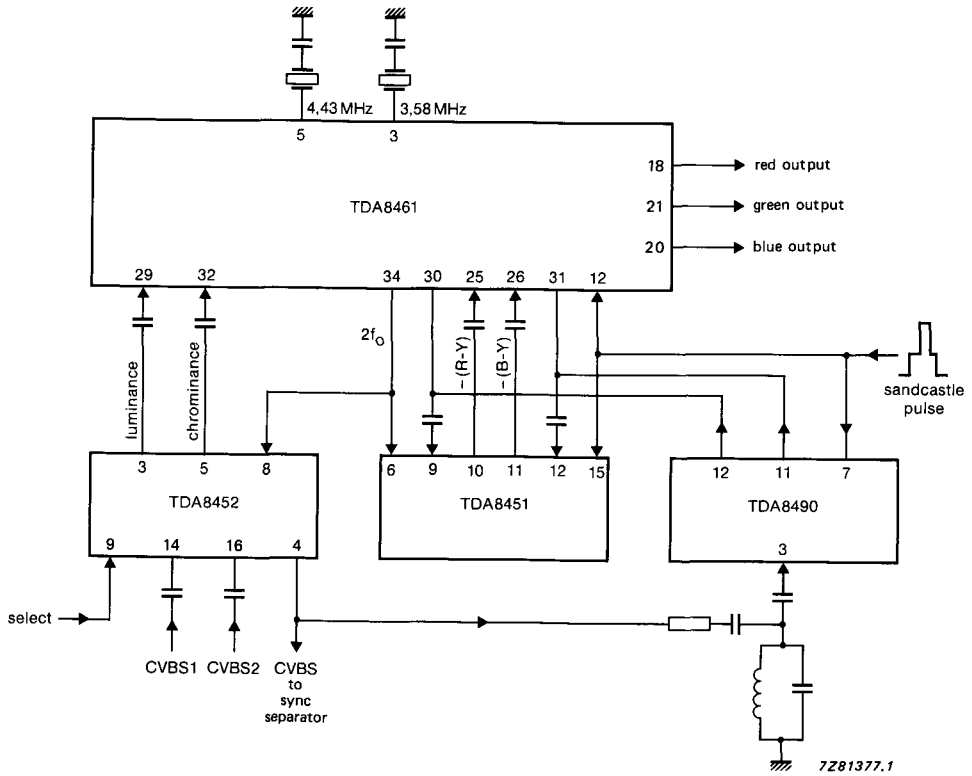 4,43 MHz
3,58 MHz
5
3
18
red output
TDA8461
21
green output
20
blue output
29
32
34
30
25
26
31
12
2fo
luminance
chrominance
-(R-Y)
-(B-Y)
sandcastle
pulse
3
5
8
6
9
10
11
12
15
12
11
7
TDA8452
TDA8451
TDA8490
9
14
16
4
3
select
CVBS1
CVBS2
CVBS
to
sync
separator
7Z81377.1